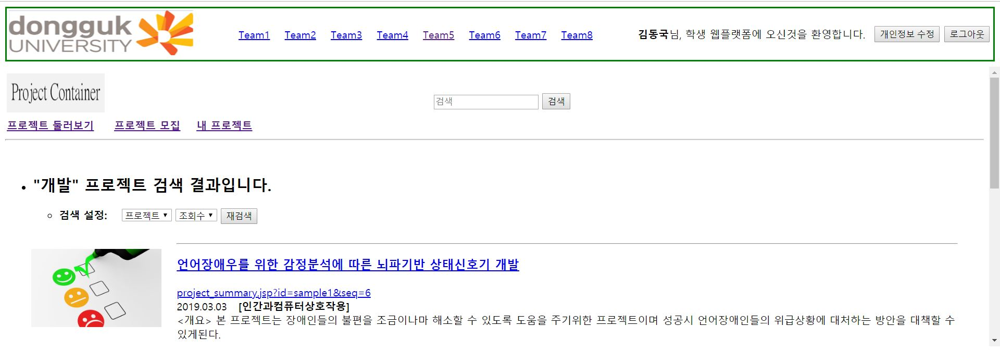 dongguk
UNIVERSITY
Team1 Team2 Team3 Team4 Team5 Team6 Team7 Team8
김동국님, 학생 웹플랫폼에 오신것을 환영합니다. 개인정보 수정 로그아웃
Project Container
검색 검색
프로젝트 둘러보기 프로젝트 모집 내 프로젝트
"개발" 프로젝트 검색 결과입니다.
검색 설정: 프로젝트 조회수 재검색
언어장애우를 위한 감정분석에 따른 뇌파기반 상태신호기 개발
project_summary.jsp?id=sample1&seq=6
2019.03.03 [인간과컴퓨터상호작용]
<개요> 본 프로젝트는 장애인들의 불편을 조금이나마 해소할 수 있도록 도움을 주기위한 프로젝트이며 성공시 언어장애인들의 위급상황에 대처하는 방안을 대책할 수
있게된다.